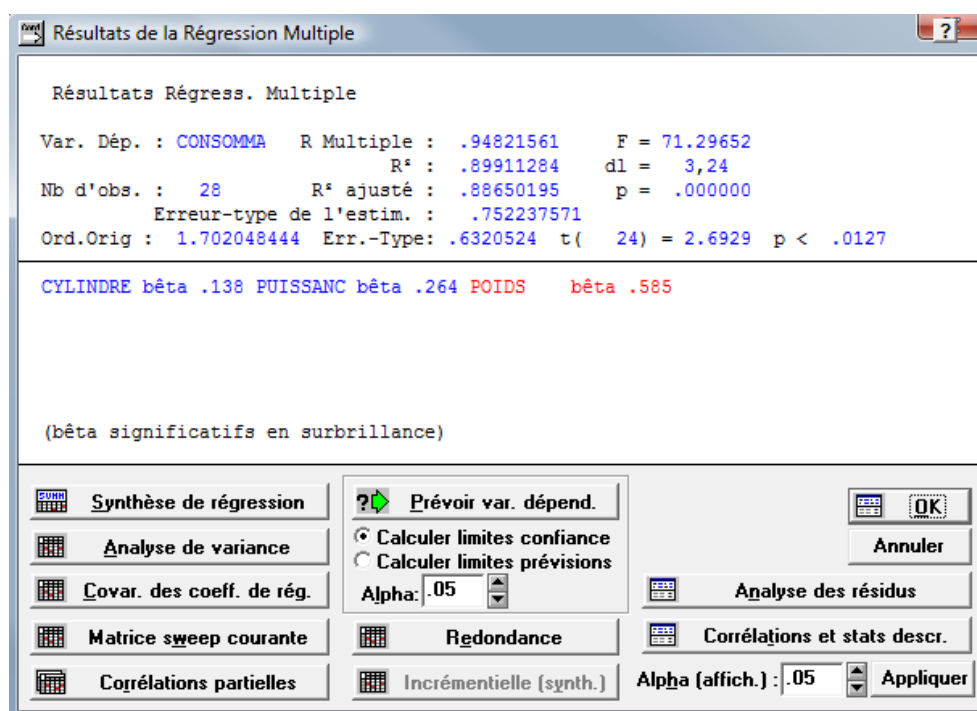 Résultats de la Régression Multiple
?
Résultats Régress. Multiple
Var. Dép. : CONSOMMA R Multiple : .94821561 F = 71.29652
R² : .89911284 dl = 3,24
Nb d'obs. : 28 R² ajusté : .88650195 p = .000000
Erreur-type de l'estim. : .752237571
Ord.Orig : 1.702048444 Err.-Type: .6320524 t( 24) = 2.6929 p < .0127
CYLINDRE bêta .138 PUISSANC bêta .264 POIDS bêta .585
(bêta significatifs en surbrillance)
SUMM Synthèse de régression
Analyse de variance
Covar. des coeff. de rég.
Matrice sweep courante
Corrélations partielles
? Prévoir var. dépend.
Calculer limites confiance
Calculer limites prévisions
Alpha: .05
Redondance
Incrémentielle (synth.)
OK
Annuler
Analyse des résidus
Corrélations et stats descr.
Alpha (affich.) : .05 Appliquer